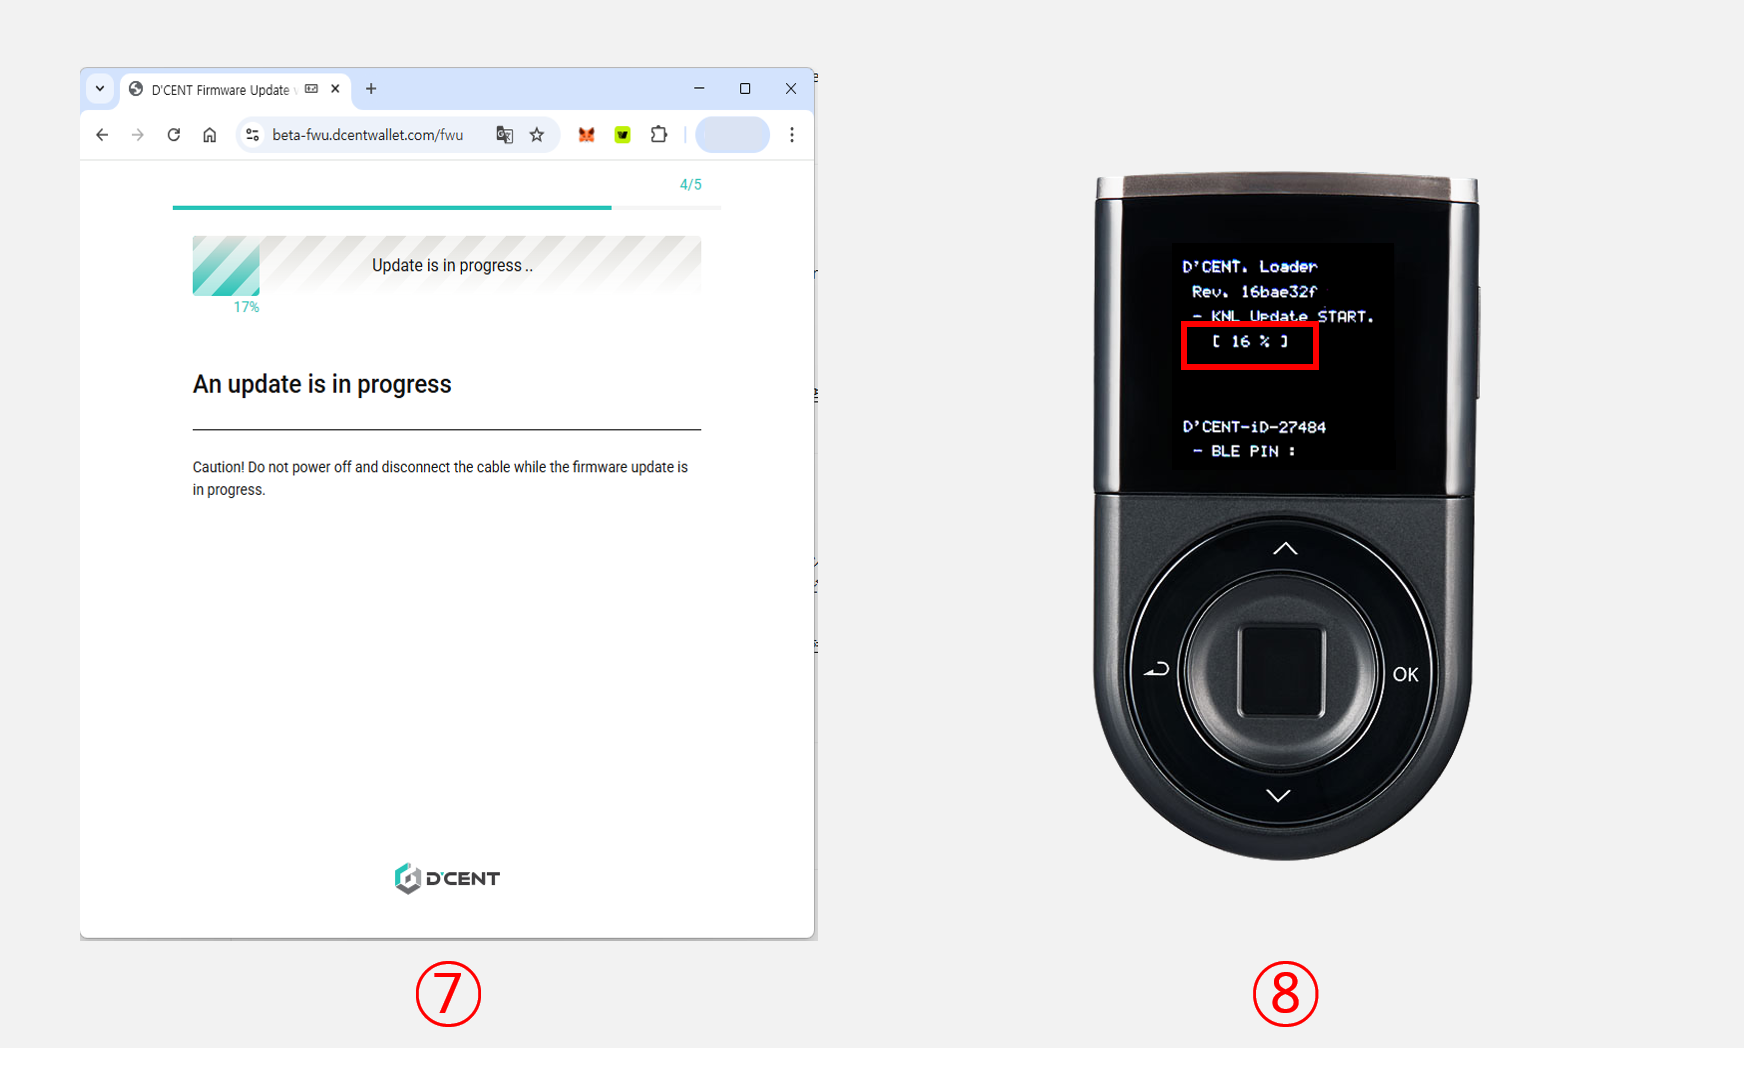 D'CENT Firmware Update
beta-fwu.dcentwallet.com/fwu
4/5
Update is in progress ..
17%
An update is in progress
Caution! Do not power off and disconnect the cable while the firmware update is
in progress.
D'CENT
⑦
D'CENT. Loader
Rev. 16bae32f
- KNL Update START.
[ 16 % ]
D'CENT-iD-27484
- BLE PIN :
OK
⑧